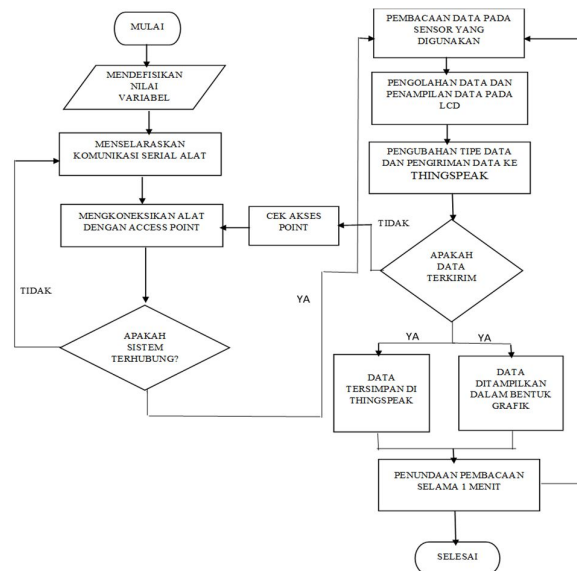 MULAI
MENDEFISIKAN
NILAI
VARIABEL
MENSELARASKAN
KOMUNIKASI SERIAL ALAT
MENGKONEKSIKAN ALAT
DENGAN ACCESS POINT
CEK AKSES
POINT
TIDAK
APAKAH
SISTEM
TERHUBUNG?
YA
PEMBACAAN DATA PADA
SENSOR YANG
DIGUNAKAN
PENGOLAHAN DATA DAN
PENAMPILAN DATA PADA
LCD
PENGUBAHAN TIPE DATA
DAN PENGIRIMAN DATA KE
THINGSPEAK
TIDAK
APAKAH
DATA
TERKIRIM
YA
YA
DATA
TERSIMPAN DI
THINGSPEAK
DATA
DITAMPILKAN
DALAM BENTUK
GRAFIK
PENUNDAAN PEMBACAAN
SELAMA 1 MENIT
SELESAI